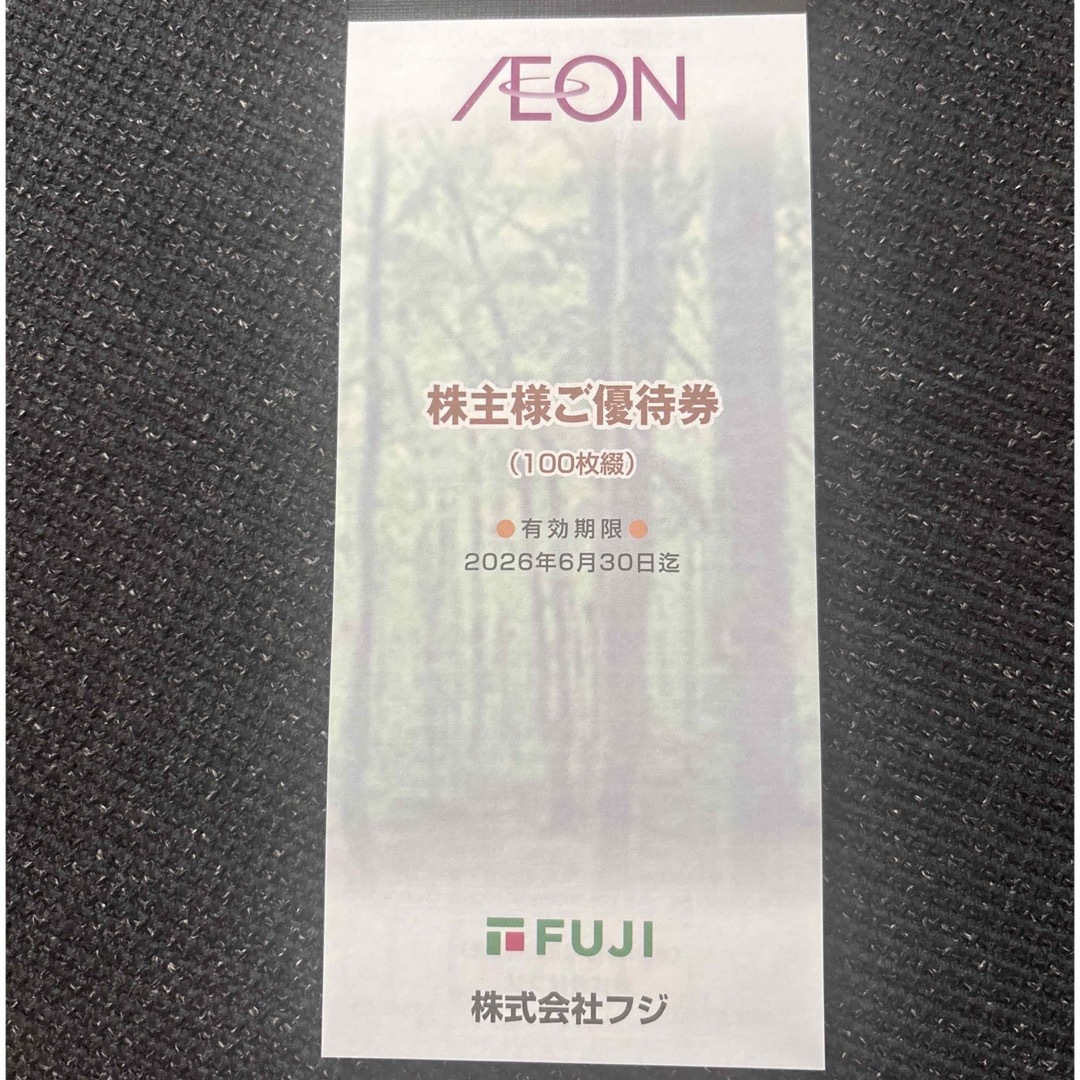 ÆON
株主様ご優待券
（100枚綴）
●有効期限●
2026年6月30日迄
FUJI
株式会社フジ